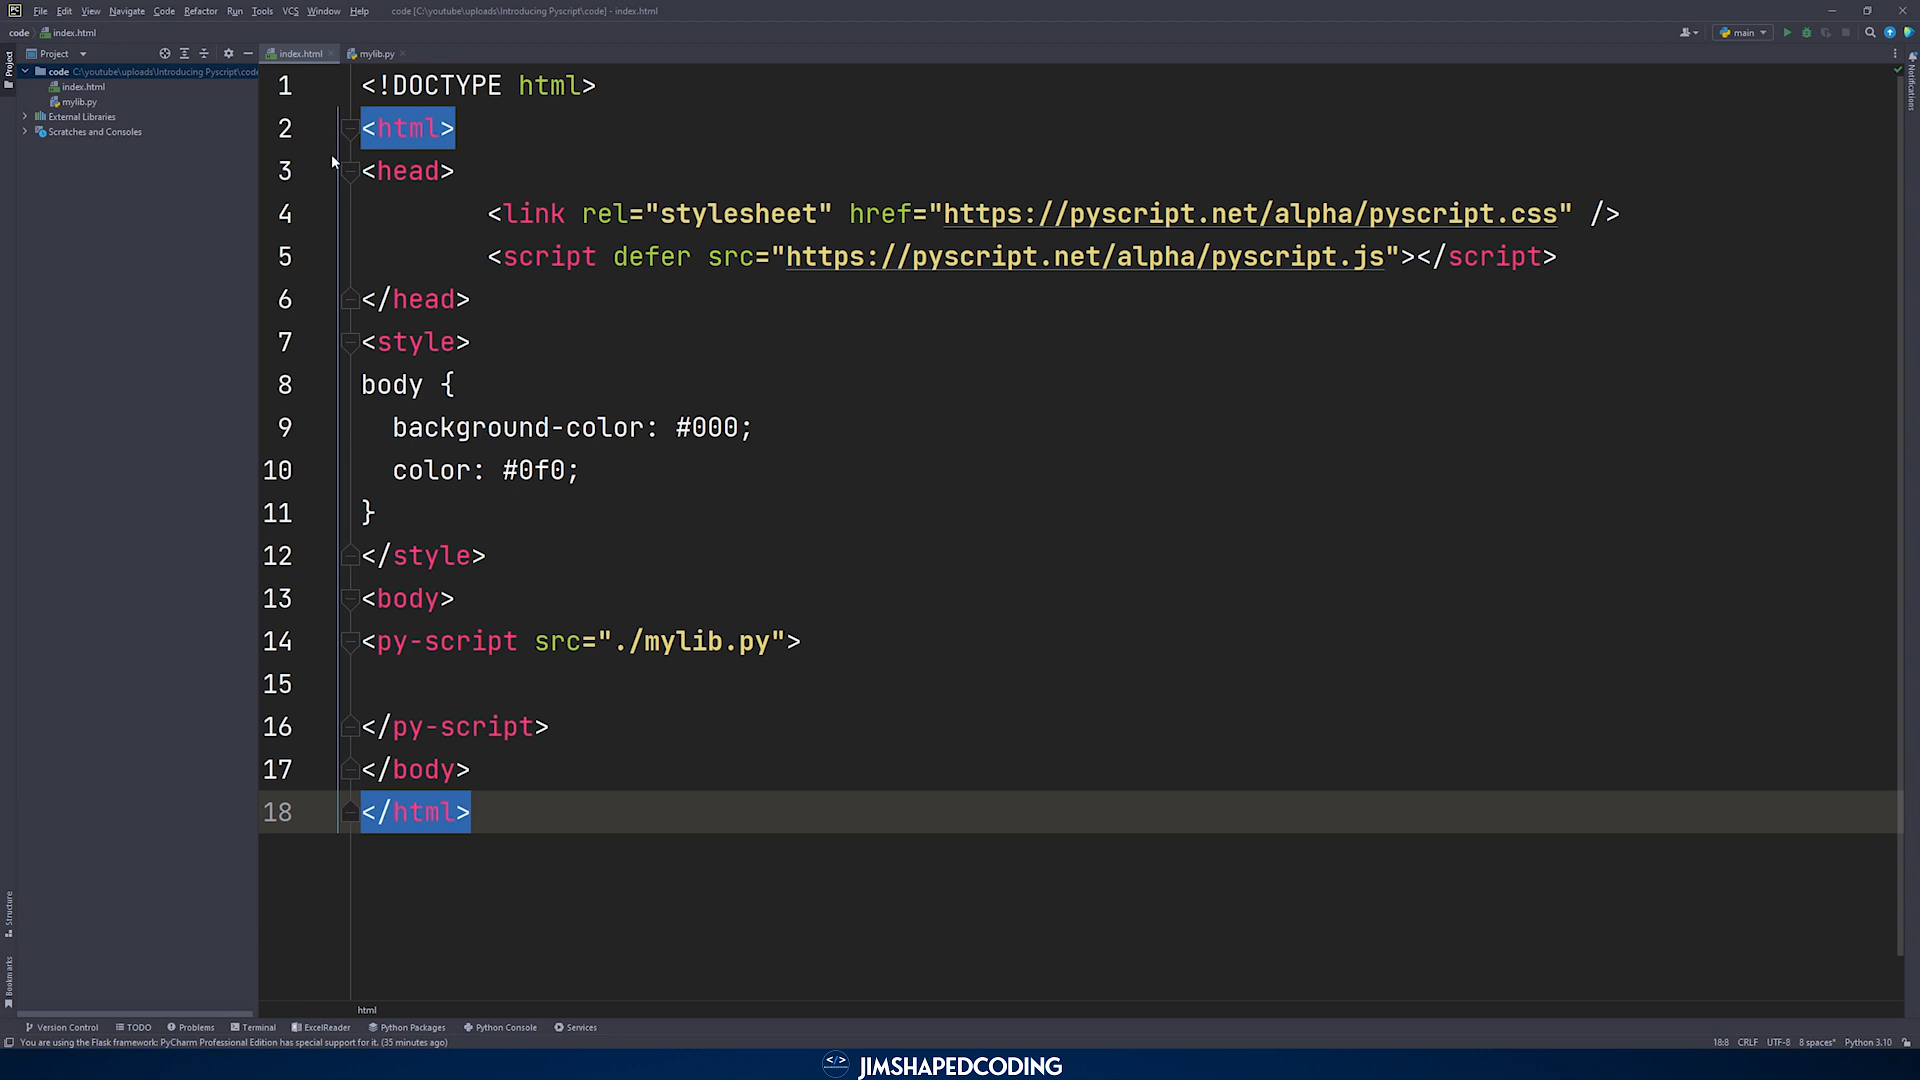 PC File Edit View Navigate Code Refactor Run Tools VCS Window Help code [C:\youtube\uploads\Introducing Pyscript\code] - index.html
code index.html main
Project index.html mylib.py
code C:\youtube\uploads\Introducing Pyscript\code
index.html
mylib.py
External Libraries
Scratches and Consoles
Project
Notifications
1 <!DOCTYPE html>
2 <html>
3 <head>
4 <link rel="stylesheet" href="https://pyscript.net/alpha/pyscript.css" />
5 <script defer src="https://pyscript.net/alpha/pyscript.js"></script>
6 </head>
7 <style>
8 body {
9 background-color: #000;
10 color: #0f0;
11 }
12 </style>
13 <body>
14 <py-script src="./mylib.py">
15
16 </py-script>
17 </body>
18 </html>
Structure
Bookmarks
html
Version Control TODO Problems Terminal ExcelReader Python Packages Python Console Services
You are using the Flask framework: PyCharm Professional Edition has special support for it. (35 minutes ago) 18:8 CRLF UTF-8 8 spaces* Python 3.10
</> JIMSHAPEDCODING